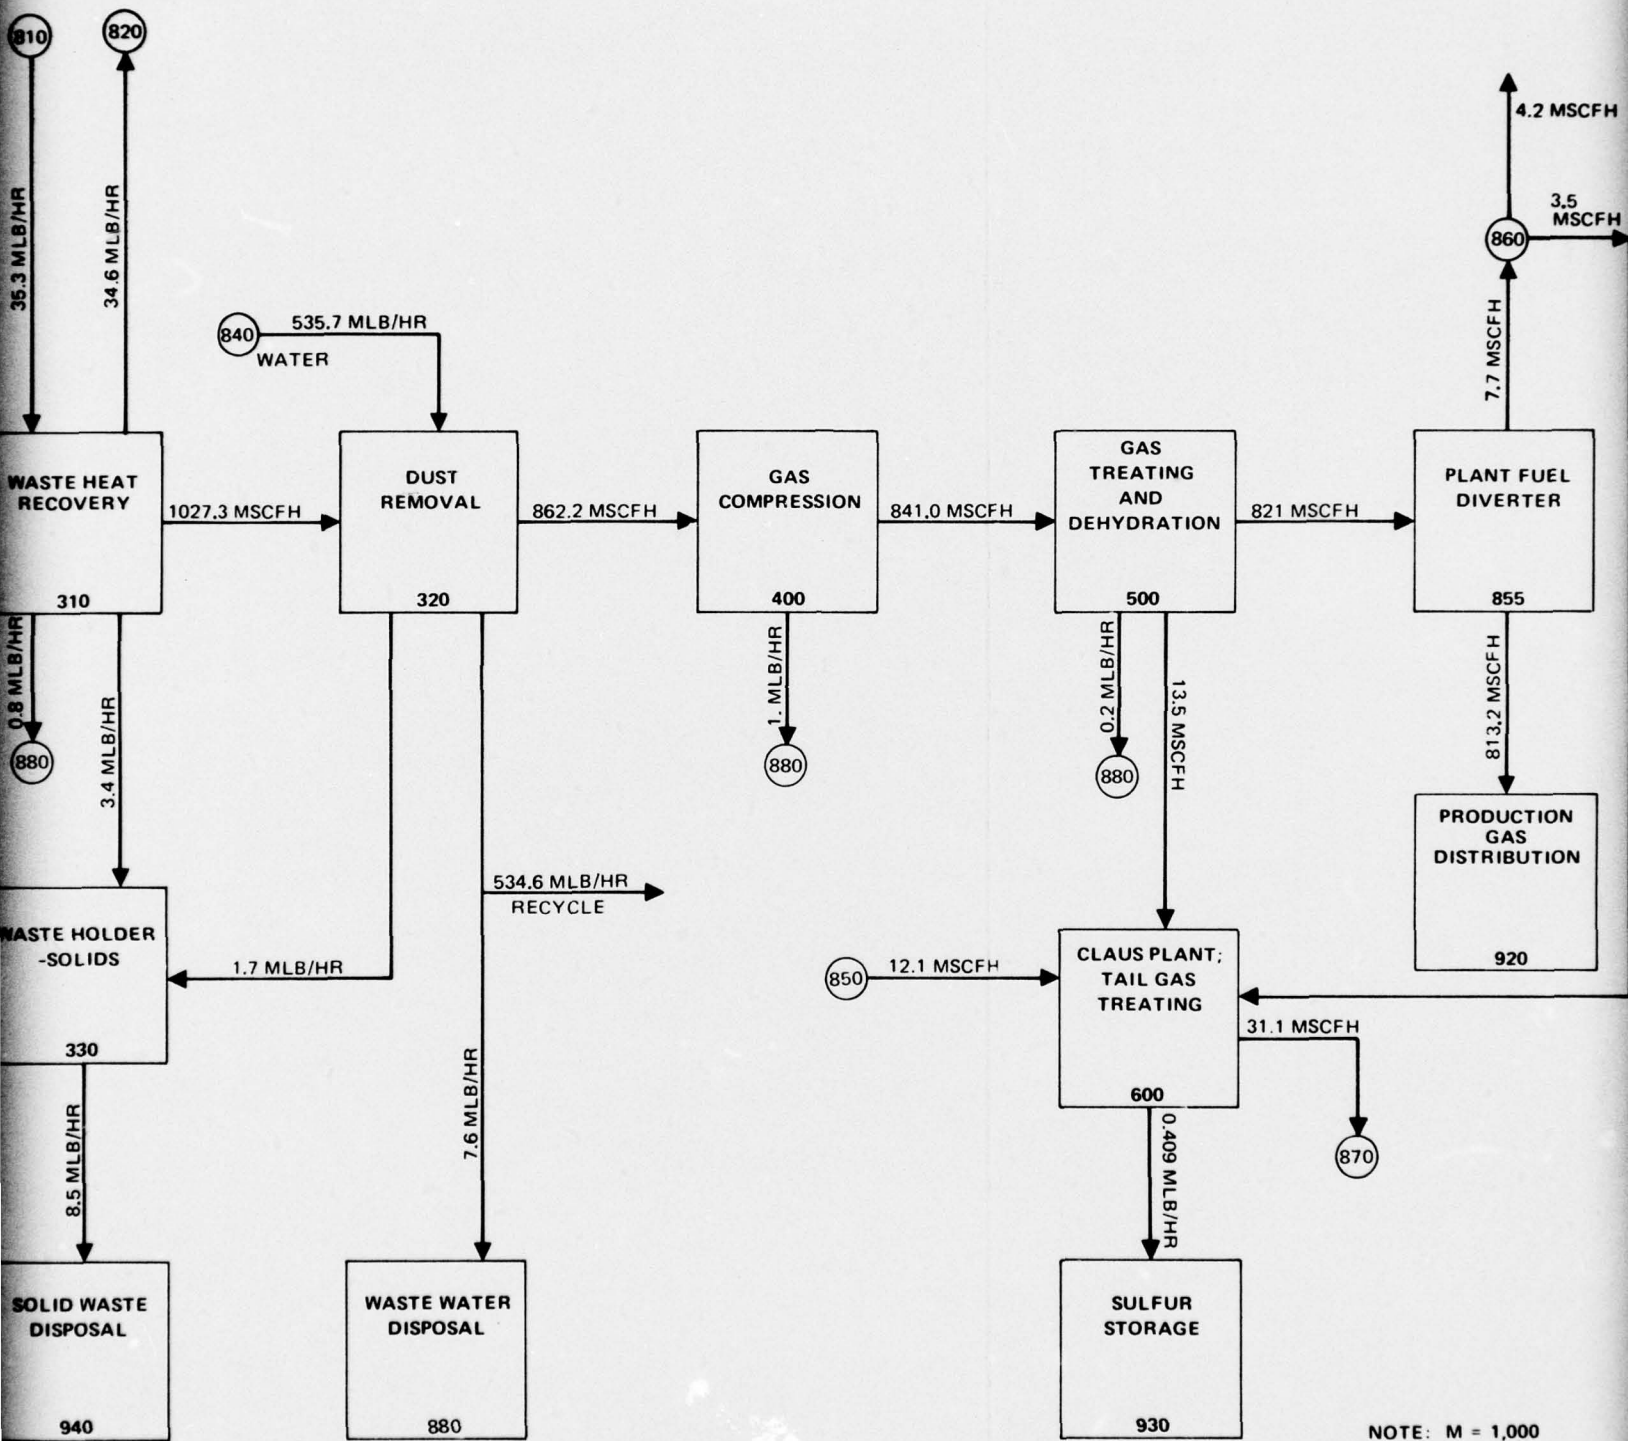 810
820
4.2 MSCFH
35.3 MLB/HR
34.6 MLB/HR
3.5
MSCFH
860
840
535.7 MLB/HR
WATER
7.7 MSCFH
WASTE HEAT
RECOVERY
310
1027.3 MSCFH
DUST
REMOVAL
320
862.2 MSCFH
GAS
COMPRESSION
400
841.0 MSCFH
GAS
TREATING
AND
DEHYDRATION
500
821 MSCFH
PLANT FUEL
DIVERTER
855
0.8 MLB/HR
880
3.4 MLB/HR
1. MLB/HR
880
0.2 MLB/HR
880
13.5 MSCFH
813.2 MSCFH
PRODUCTION
GAS
DISTRIBUTION
920
534.6 MLB/HR
RECYCLE
WASTE HOLDER
-SOLIDS
330
1.7 MLB/HR
850
12.1 MSCFH
CLAUS PLANT;
TAIL GAS
TREATING
600
31.1 MSCFH
870
8.5 MLB/HR
7.6 MLB/HR
0.409 MLB/HR
SOLID WASTE
DISPOSAL
940
WASTE WATER
DISPOSAL
880
SULFUR
STORAGE
930
NOTE: M = 1,000